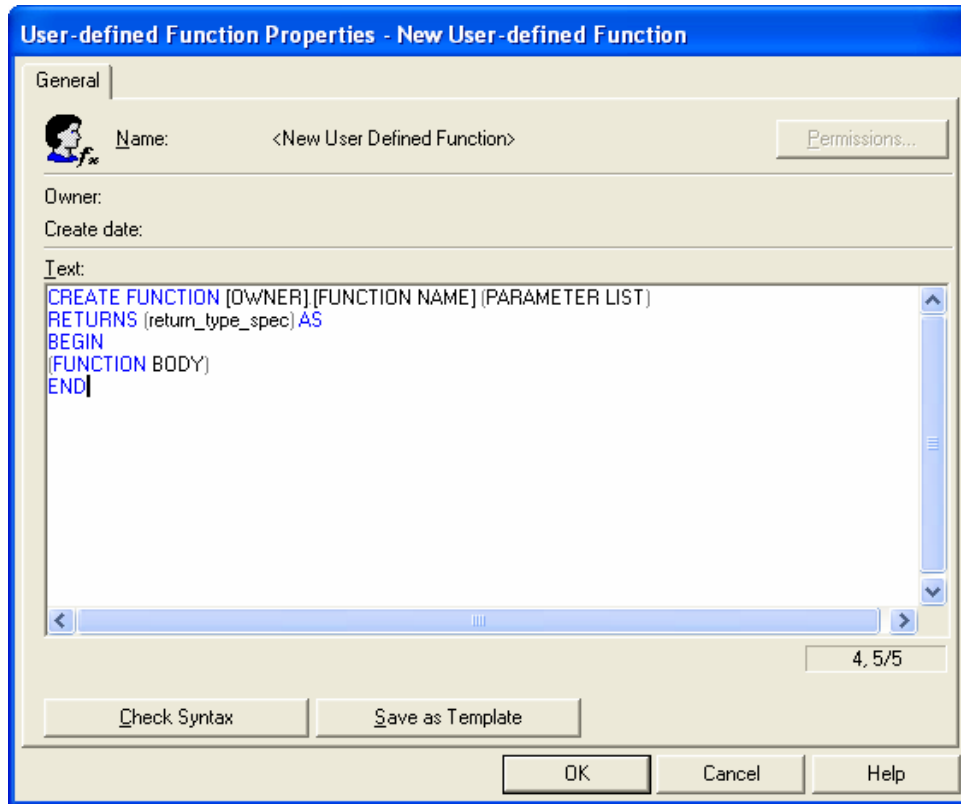 User-defined Function Properties - New User-defined Function
General
fx Name: <New User Defined Function> Permissions...
Owner:
Create date:
Text:
CREATE FUNCTION [OWNER].[FUNCTION NAME] (PARAMETER LIST)
RETURNS (return_type_spec) AS
BEGIN
(FUNCTION BODY)
END
4, 5/5
Check Syntax Save as Template
OK Cancel Help